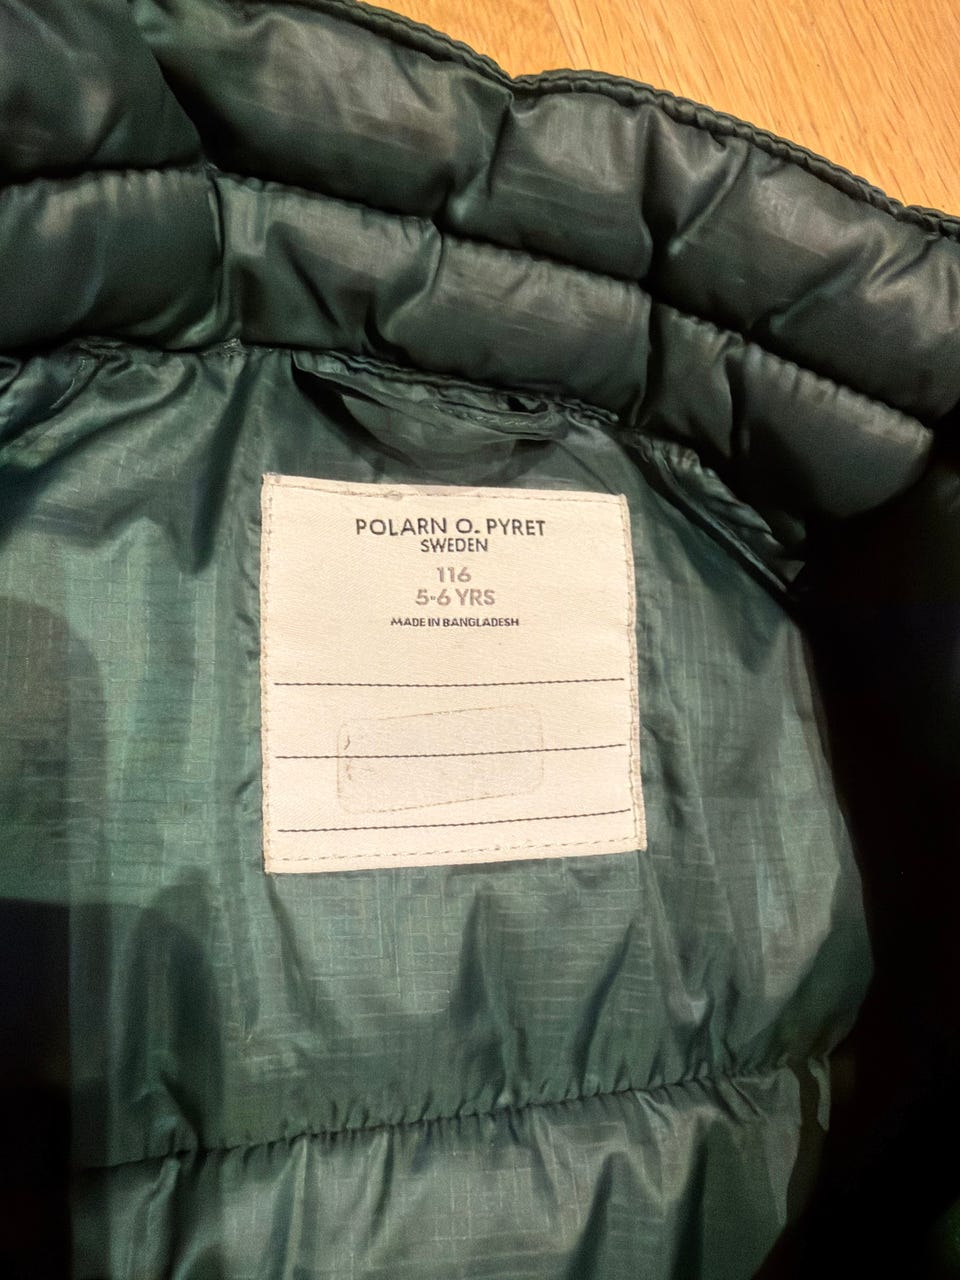 POLARN O. PYRET
SWEDEN
116
5-6 YRS
MADE IN BANGLADESH